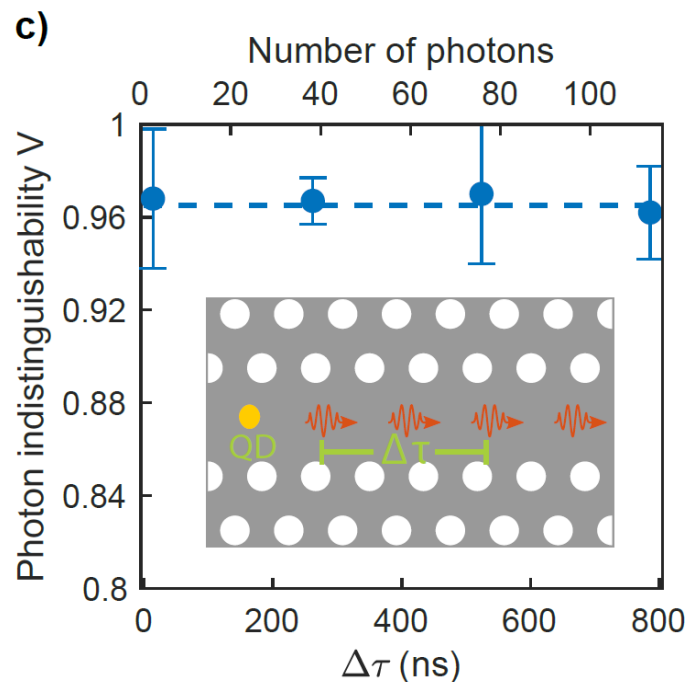 c)
Number of photons
0 20 40 60 80 100
Photon indistinguishability V
1
0.96
0.92
0.88
0.84
0.8
QD
Δτ
0 200 400 600 800
Δτ (ns)